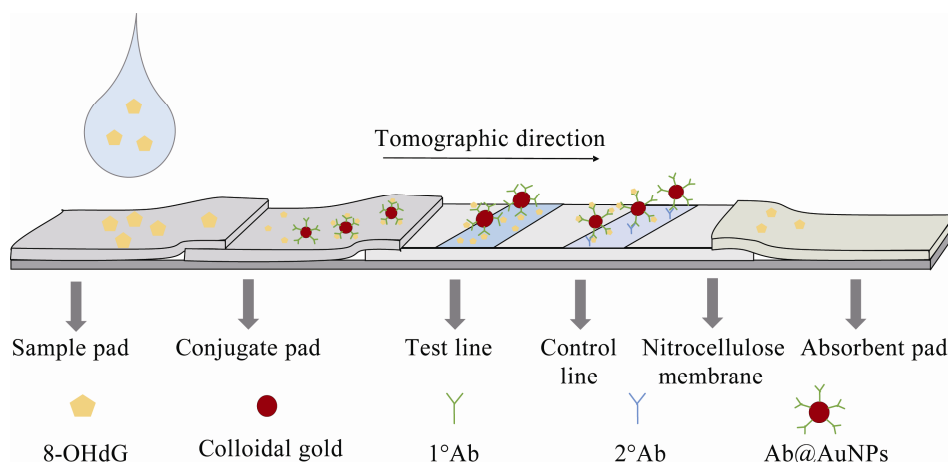 Tomographic direction
Sample pad
Conjugate pad
Test line
Control
line
Nitrocellulose
membrane
Absorbent pad
8-OHdG
Colloidal gold
1°Ab
2°Ab
Ab@AuNPs